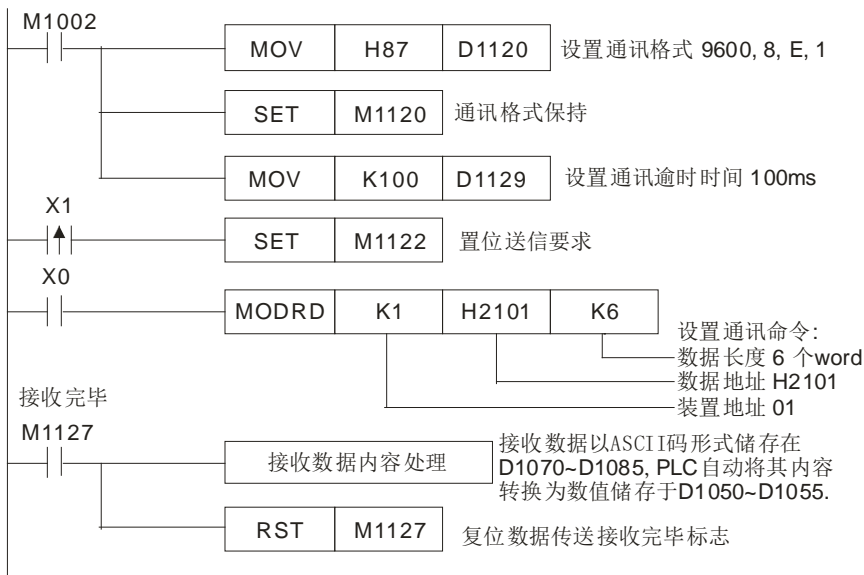 M1002
MOV H87 D1120 设置通讯格式 9600, 8, E, 1
SET M1120 通讯格式保持
MOV K100 D1129 设置通讯逾时时间 100ms
X1
SET M1122 置位送信要求
X0
MODRD K1 H2101 K6
设置通讯命令:
数据长度 6 个word
数据地址 H2101
装置地址 01
接收完毕
M1127
接收数据内容处理
接收数据以ASCII码形式储存在
D1070~D1085, PLC自动将其内容
转换为数值储存于D1050~D1055.
RST M1127 复位数据传送接收完毕标志